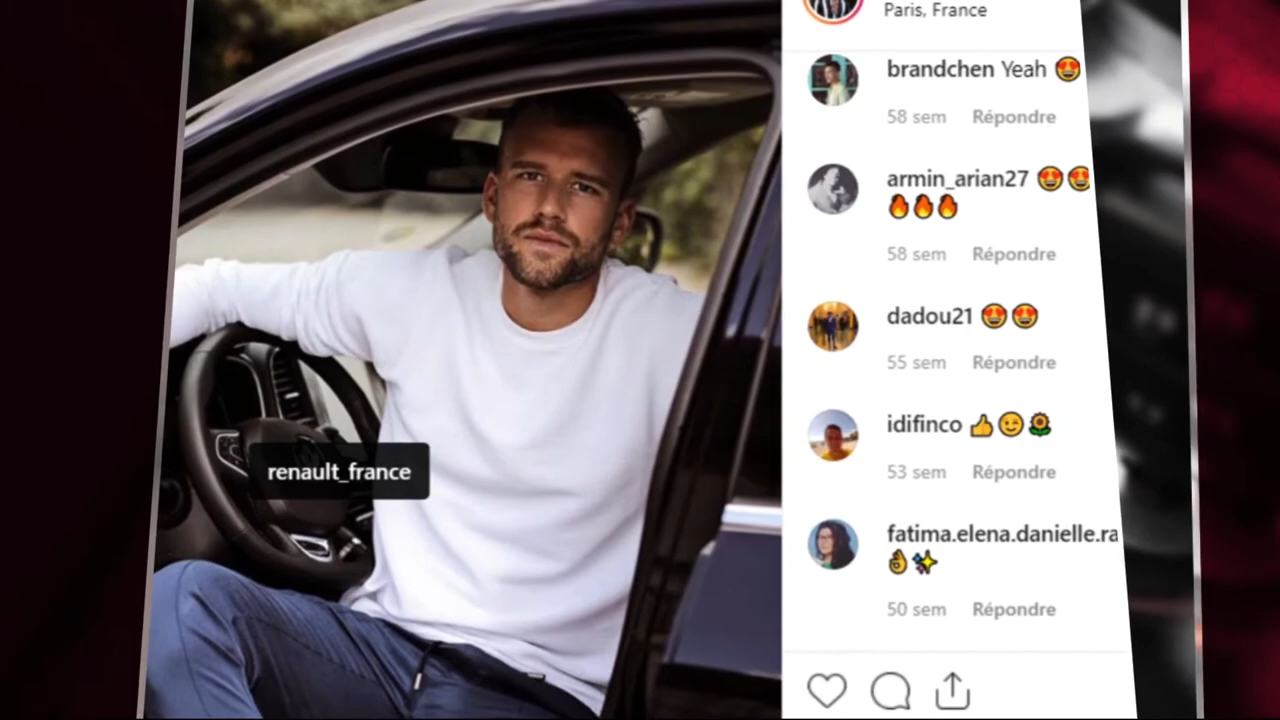 Paris, France
brandchen Yeah 😍
58 sem Répondre
armin_arian27 😍😍
🔥🔥🔥
58 sem Répondre
dadou21 😍😍
55 sem Répondre
idifinco 👍😉🌻
53 sem Répondre
fatima.elena.danielle.ra
👌✨
50 sem Répondre
renault_france